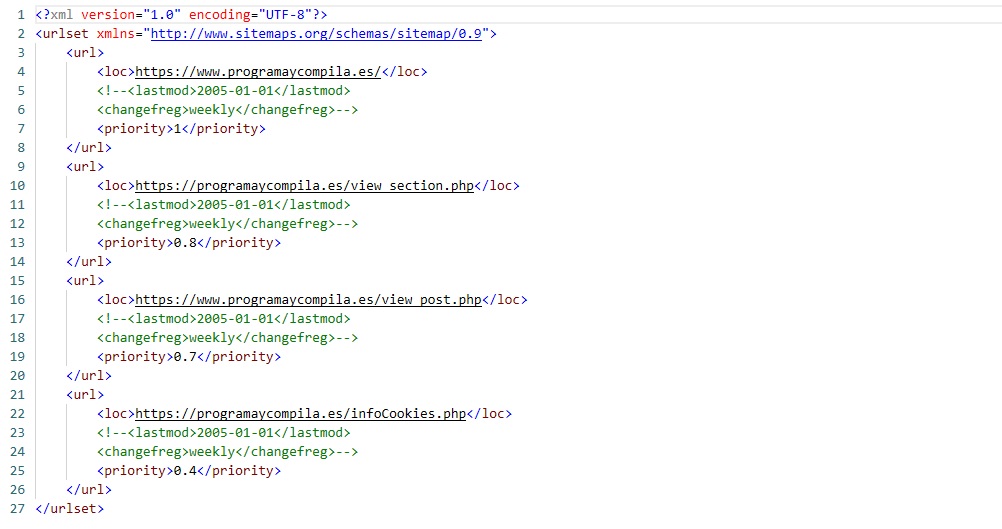 1 <?xml version="1.0" encoding="UTF-8"?>
2 <urlset xmlns="http://www.sitemaps.org/schemas/sitemap/0.9">
3 <url>
4 <loc>https://www.programaycompila.es/</loc>
5 <!--<lastmod>2005-01-01</lastmod>
6 <changefreg>weekly</changefreg>-->
7 <priority>1</priority>
8 </url>
9 <url>
10 <loc>https://programaycompila.es/view_section.php</loc>
11 <!--<lastmod>2005-01-01</lastmod>
12 <changefreg>weekly</changefreg>-->
13 <priority>0.8</priority>
14 </url>
15 <url>
16 <loc>https://www.programaycompila.es/view_post.php</loc>
17 <!--<lastmod>2005-01-01</lastmod>
18 <changefreg>weekly</changefreg>-->
19 <priority>0.7</priority>
20 </url>
21 <url>
22 <loc>https://programaycompila.es/infoCookies.php</loc>
23 <!--<lastmod>2005-01-01</lastmod>
24 <changefreg>weekly</changefreg>-->
25 <priority>0.4</priority>
26 </url>
27 </urlset>